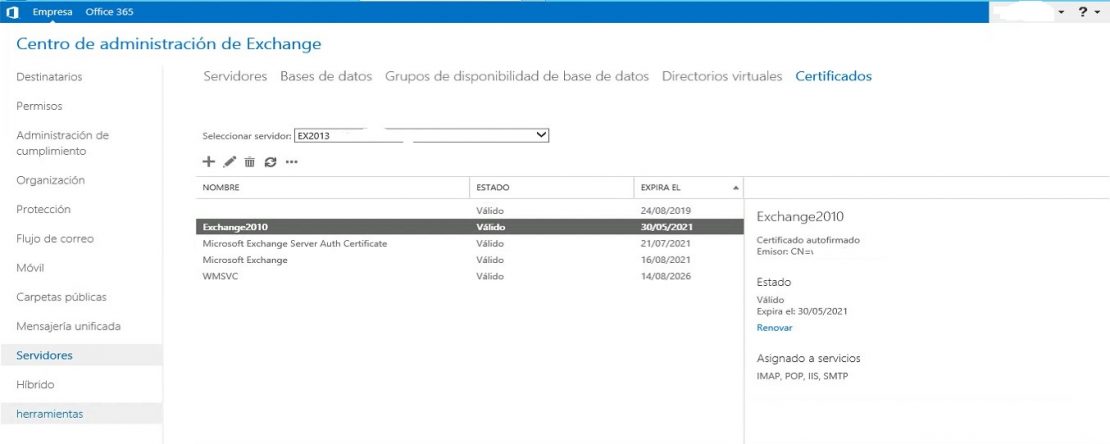 Empresa Office 365 ?
Centro de administración de Exchange
Destinatarios
Permisos
Administración de
cumplimiento
Organización
Protección
Flujo de correo
Móvil
Carpetas públicas
Mensajería unificada
Servidores
Híbrido
herramientas
Servidores Bases de datos Grupos de disponibilidad de base de datos Directorios virtuales Certificados
Seleccionar servidor: EX2013
NOMBRE ESTADO EXPIRA EL
Válido 24/08/2019
Exchange2010 Válido 30/05/2021
Microsoft Exchange Server Auth Certificate Válido 21/07/2021
Microsoft Exchange Válido 16/08/2021
WMSVC Válido 14/08/2026
Exchange2010
Certificado autofirmado
Emisor: CN=
Estado
Válido
Expira el: 30/05/2021
Renovar
Asignado a servicios
IMAP, POP, IIS, SMTP